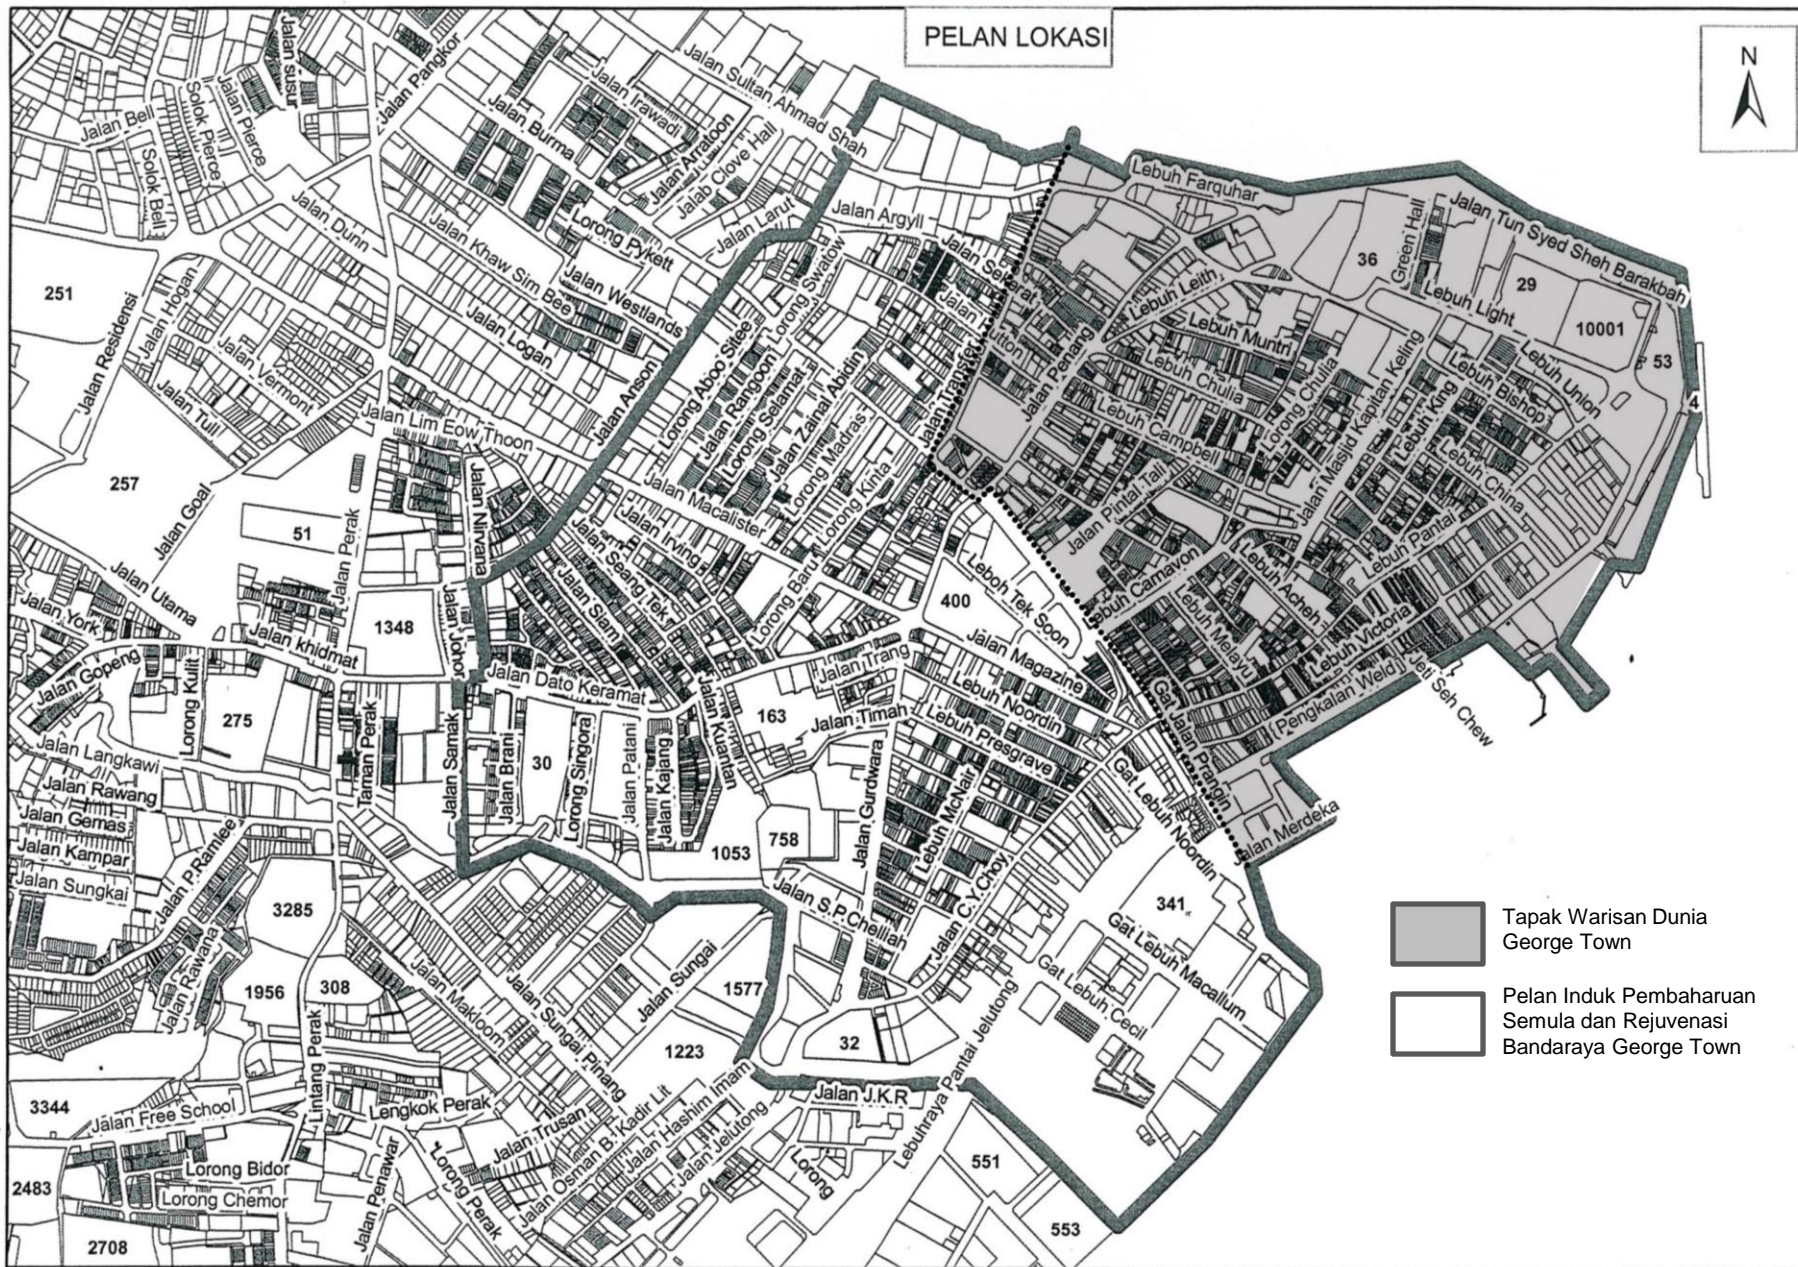 PELAN LOKASI
N
Jalan susur
Jalan Pangkor
Jalan Sultan Ahmad Shah
Jalan Irawadi
Jalan Bell
Solok Pierce
Jalan Pierce
Jalan Burma
Jalan Arratoon
Jalab Clove Hall
Solok Bell
Lebuh Farquhar
Jalan Dunn
Jalan Khaw Sim Bee
Lorong Pykett
Jalan Larut
Jalan Argyll
Green Hall
Jalan Tun Syed Sheh Barakbah
36
29
251
Jalan Hogan
Jalan Residensi
Jalan Westlands
Lorong Swatow
Jalan
Lebuh Leith
Lebuh Light
10001
53
Jalan Logan
Jalan Vermont
Lebuh Muntri
Lebuh Union
Lebuh Bishop
Lebuh Chulia
Lebuh King
4
Jalan Tull
Jalan Anson
Lorong Aboo Sitee
Jalan Rangoon
Lorong Selamat
Jalan Zainal Abidin
Lorong Madras
Lorong Kinta
Jalan Transfer
Jalan Penang
Lorong Chulia
Jalan Masjid Kapitan Keling
Jalan Lim Eow Thoon
Lebuh Campbell
Lebuh China
257
Jalan Goal
51
Jalan Perak
Jalan Nirvana
Jalan Macalister
Jalan Irving
Jalan Pintal Tali
Lebuh Pantai
Jalan Utama
Jalan Seang Tek
Jalan Siam
Lorong Baru
Leboh Tek Soon
Lebuh Carnavon
Lebuh Acheh
Jalan York
Jalan khidmat
1348
Jalan Johor
400
Jalan Magazine
Lebuh Melayu
Lebuh Victoria
Jalan Gopeng
Lorong Kulit
Jalan Dato Keramat
Jalan Trang
Pengkalan Weld
Jeti Seh Chew
275
Taman Perak
Jalan Samak
Jalan Brani
30
Lorong Singora
Jalan Patani
Jalan Kajang
Jalan Kuantan
163
Jalan Timah
Lebuh Noordin
Lebuh Presgrave
Gat Jalan Prangin
Jalan Langkawi
Jalan Rawang
Jalan Gemas
Jalan Kampar
Jalan Sungkai
Jalan P.Ramlee
Jalan Gurdwara
Lebuh McNair
Gat Lebuh Noordin
Jalan Merdeka
1053
758
3285
Jalan S.P.Chelliah
Jalan C.Y.Choy
341
Gat Lebuh Macallum
Tapak Warisan Dunia
George Town
Jalan Rawana
1956
308
Jalan Makloom
Jalan Sungai Pinang
Jalan Sungai
1577
Gat Lebuh Cecil
Pelan Induk Pembaharuan
Semula dan Rejuvenasi
Bandaraya George Town
32
1223
Lebuhraya Pantai Jelutong
3344
Jalan Free School
Lintang Perak
Lengkok Perak
Jalan Trusan
Jalan Osman B. Kadir Lit
Jalan Hashim Imam
Jalan Jelutong
Jalan J.K.R
Lorong
551
553
2483
Lorong Bidor
Lorong Chemor
Jalan Penawar
Lorong Perak
2708